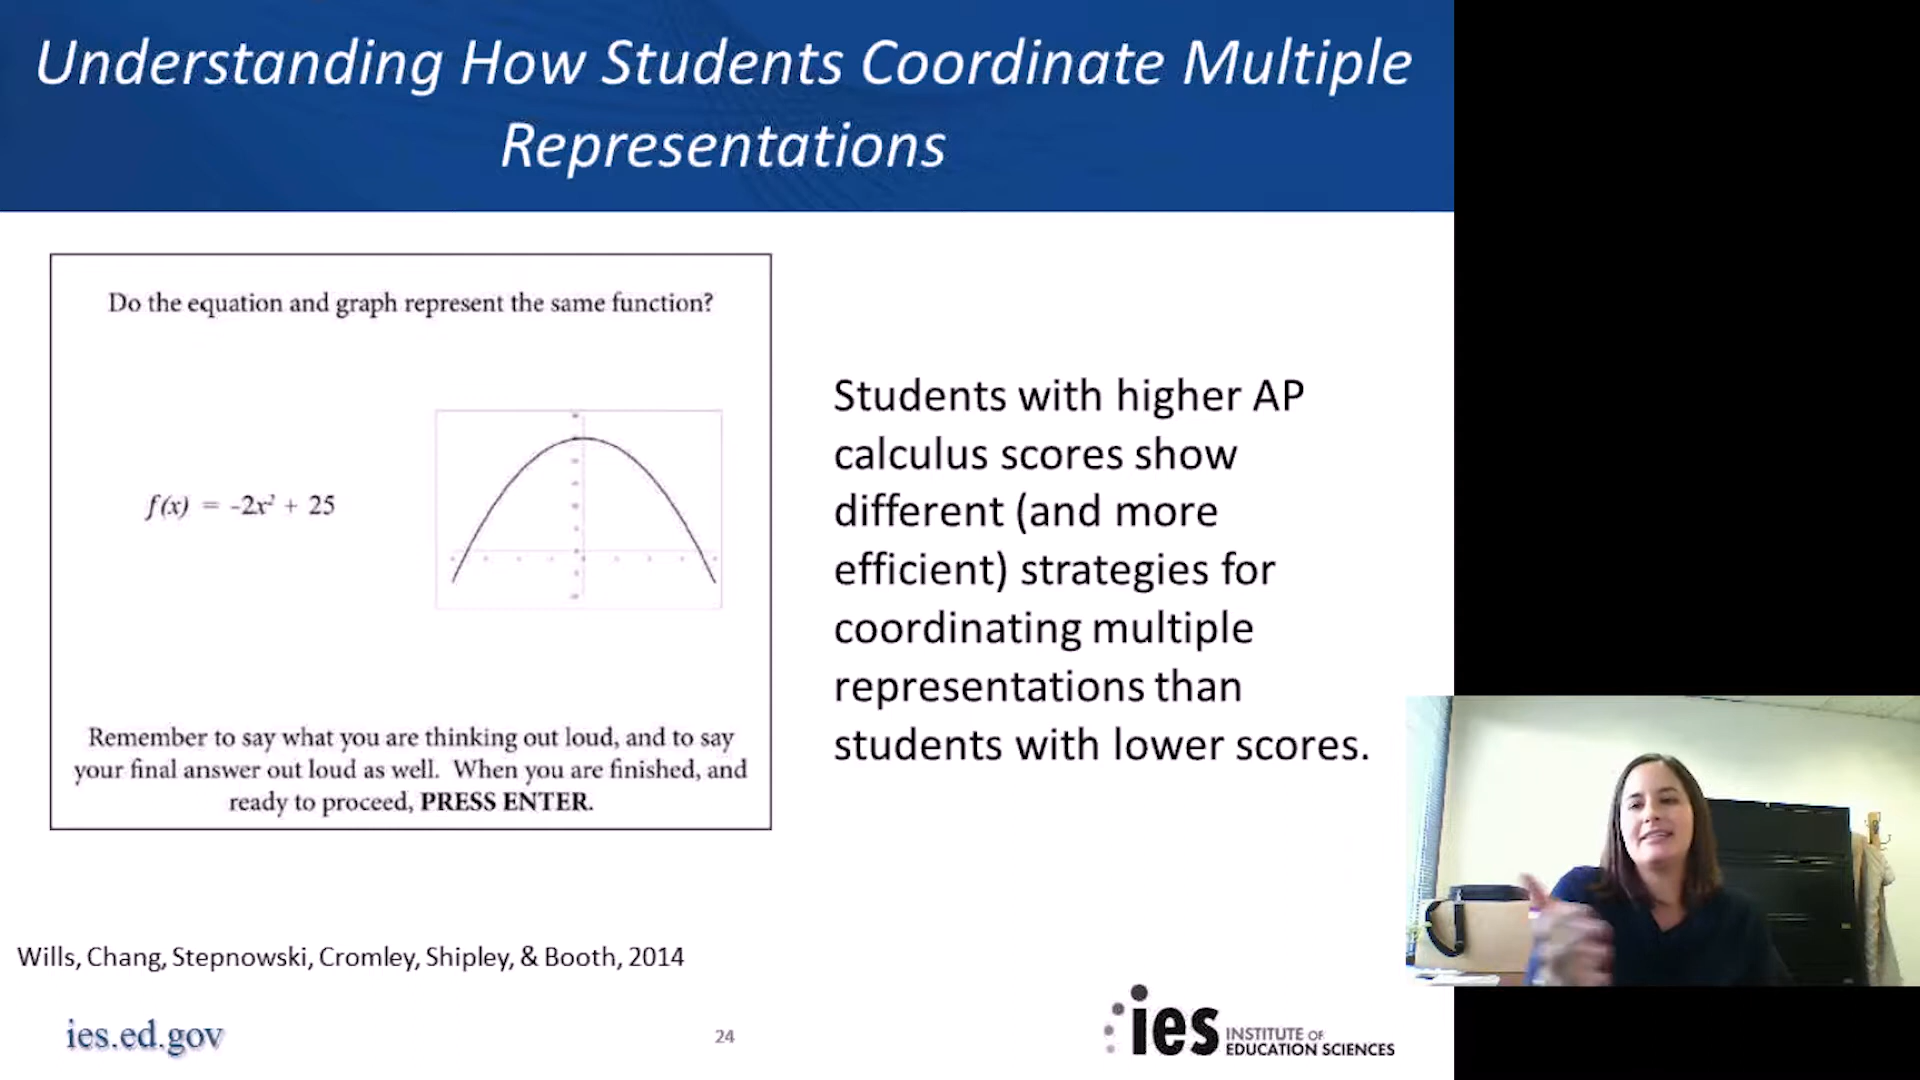 Understanding How Students Coordinate Multiple
Representations
Do the equation and graph represent the same function?
f(x) = -2x² + 25
Remember to say what you are thinking out loud, and to say
your final answer out loud as well. When you are finished, and
ready to proceed, PRESS ENTER.
Students with higher AP
calculus scores show
different (and more
efficient) strategies for
coordinating multiple
representations than
students with lower scores.
Wills, Chang, Stepnowski, Cromley, Shipley, & Booth, 2014
ies.ed.gov
24
ies INSTITUTE OF
EDUCATION SCIENCES